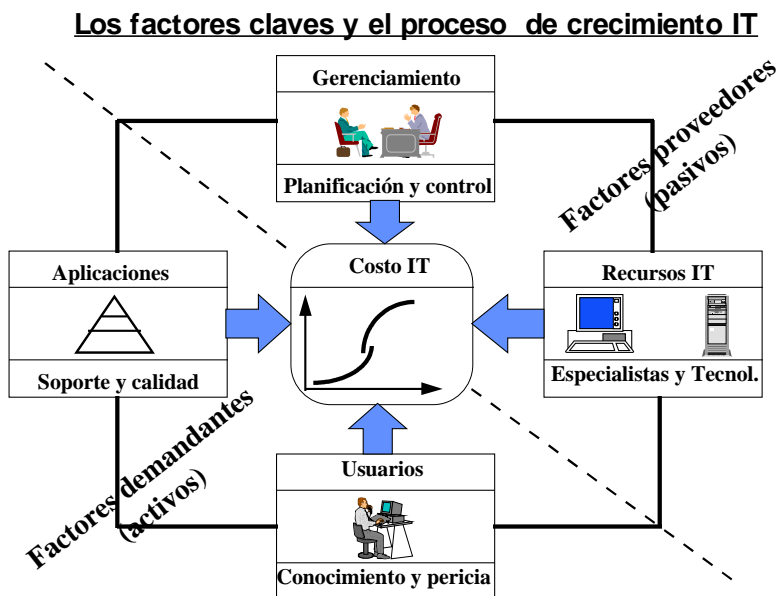 Los factores claves y el proceso de crecimiento IT
Gerenciamiento
Planificación y control
Factores proveedores
(pasivos)
Aplicaciones
Soporte y calidad
Costo IT
Recursos IT
Especialistas y Tecnol.
Factores demandantes
(activos)
Usuarios
Conocimiento y pericia